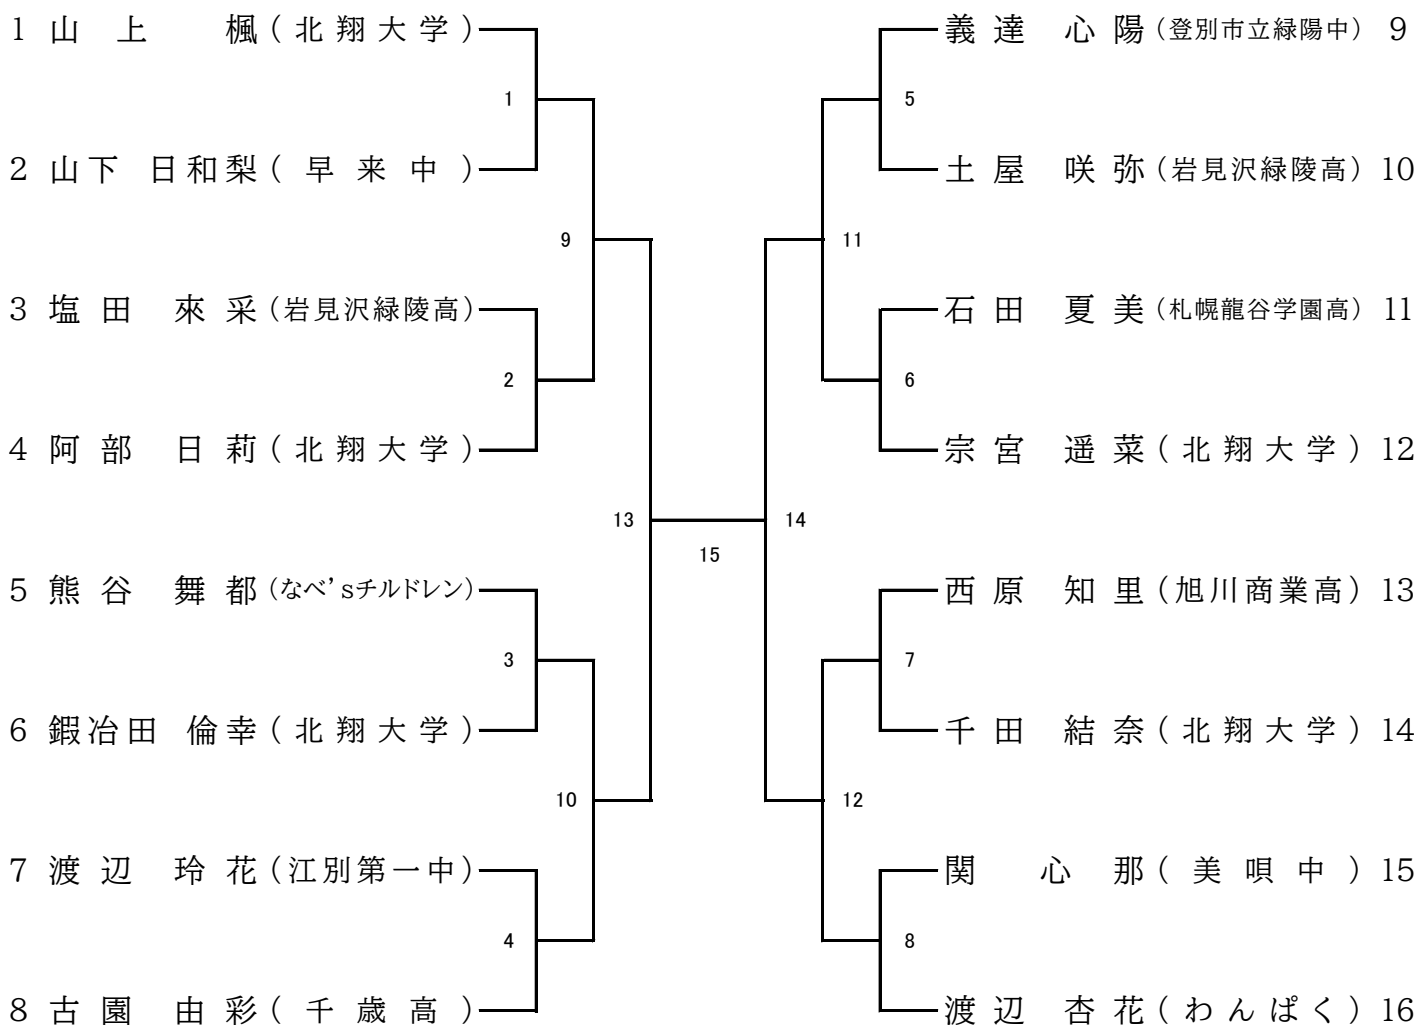 1 山上 楓(北翔大学)
義達 心陽(登別市立緑陽中) 9
1
5
2 山下 日和梨(早来中)
土屋 咲弥(岩見沢緑陵高) 10
9
11
3 塩田 來采(岩見沢緑陵高)
石田 夏美(札幌龍谷学園高) 11
2
6
4 阿部 日莉(北翔大学)
宗宮 遥菜(北翔大学) 12
13
14
15
5 熊谷 舞都(なべ'sチルドレン)
西原 知里(旭川商業高) 13
3
7
6 鍜冶田 倫幸(北翔大学)
千田 結奈(北翔大学) 14
10
12
7 渡辺 玲花(江別第一中)
関 心那(美唄中) 15
4
8
8 古園 由彩(千歳高)
渡辺 杏花(わんぱく) 16